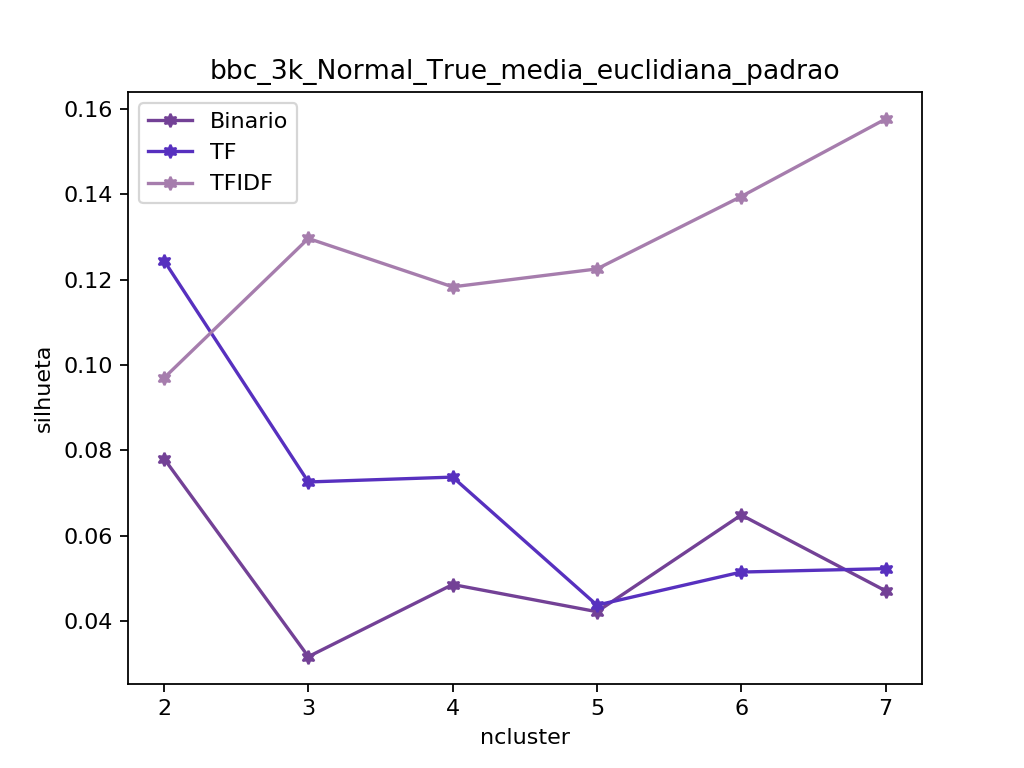 bbc_3k_Normal_True_media_euclidiana_padrao
0.16
0.14
0.12
0.10
0.08
0.06
0.04
silhueta
Binario
TF
TFIDF
2 3 4 5 6 7
ncluster